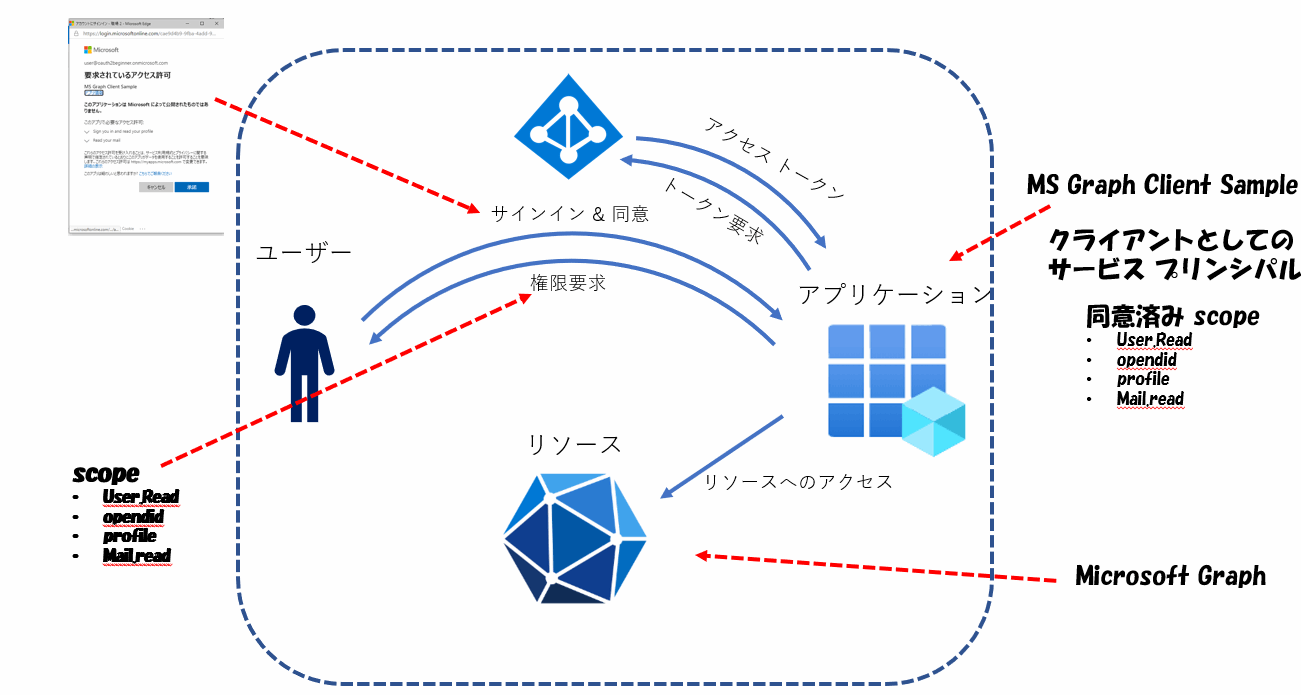 アカウントにサインイン - 職場 2 - Microsoft Edge
https://login.microsoftonline.com/
Microsoft
user@oauth2beginner.onmicrosoft.com
要求されているアクセス許可
MS Graph Client Sample
このアプリケーションは Microsoft によって公開されたものではありません。
このアプリで必要なアクセス許可:
Sign you in and read your profile
Read your mail
キャンセル
承諾
アクセス トークン
トークン要求
サインイン & 同意
権限要求
ユーザー
アプリケーション
リソース
リソースへのアクセス
MS Graph Client Sample
クライアントとしての
サービス プリンシパル
同意済み scope
• User.Read
• opendid
• profile
• Mail.read
scope
- User.Read
- opendid
- profile
- Mail.read
Microsoft Graph